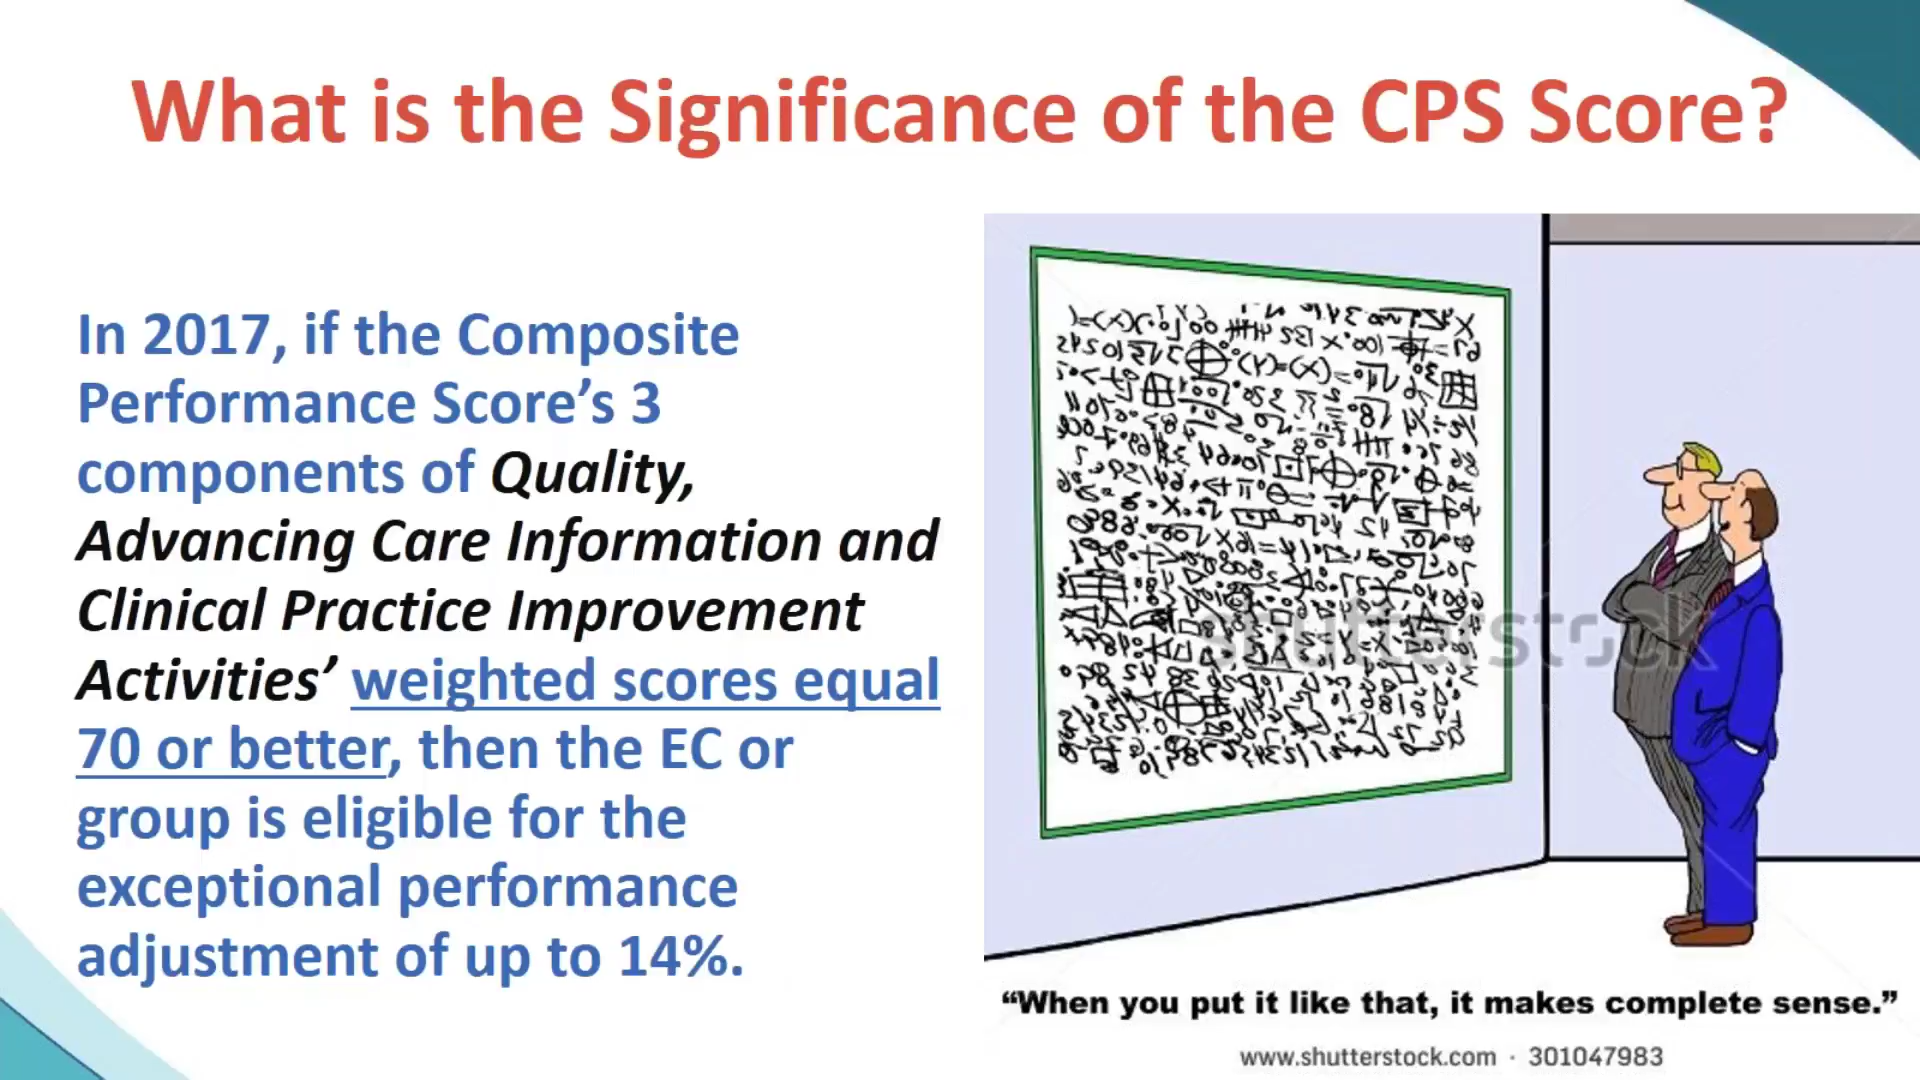 What is the Significance of the CPS Score?
In 2017, if the Composite
Performance Score’s 3
components of Quality,
Advancing Care Information and
Clinical Practice Improvement
Activities’ weighted scores equal
70 or better, then the EC or
group is eligible for the
exceptional performance
adjustment of up to 14%.
shutterstock
“When you put it like that, it makes complete sense.”
www.shutterstock.com · 301047983